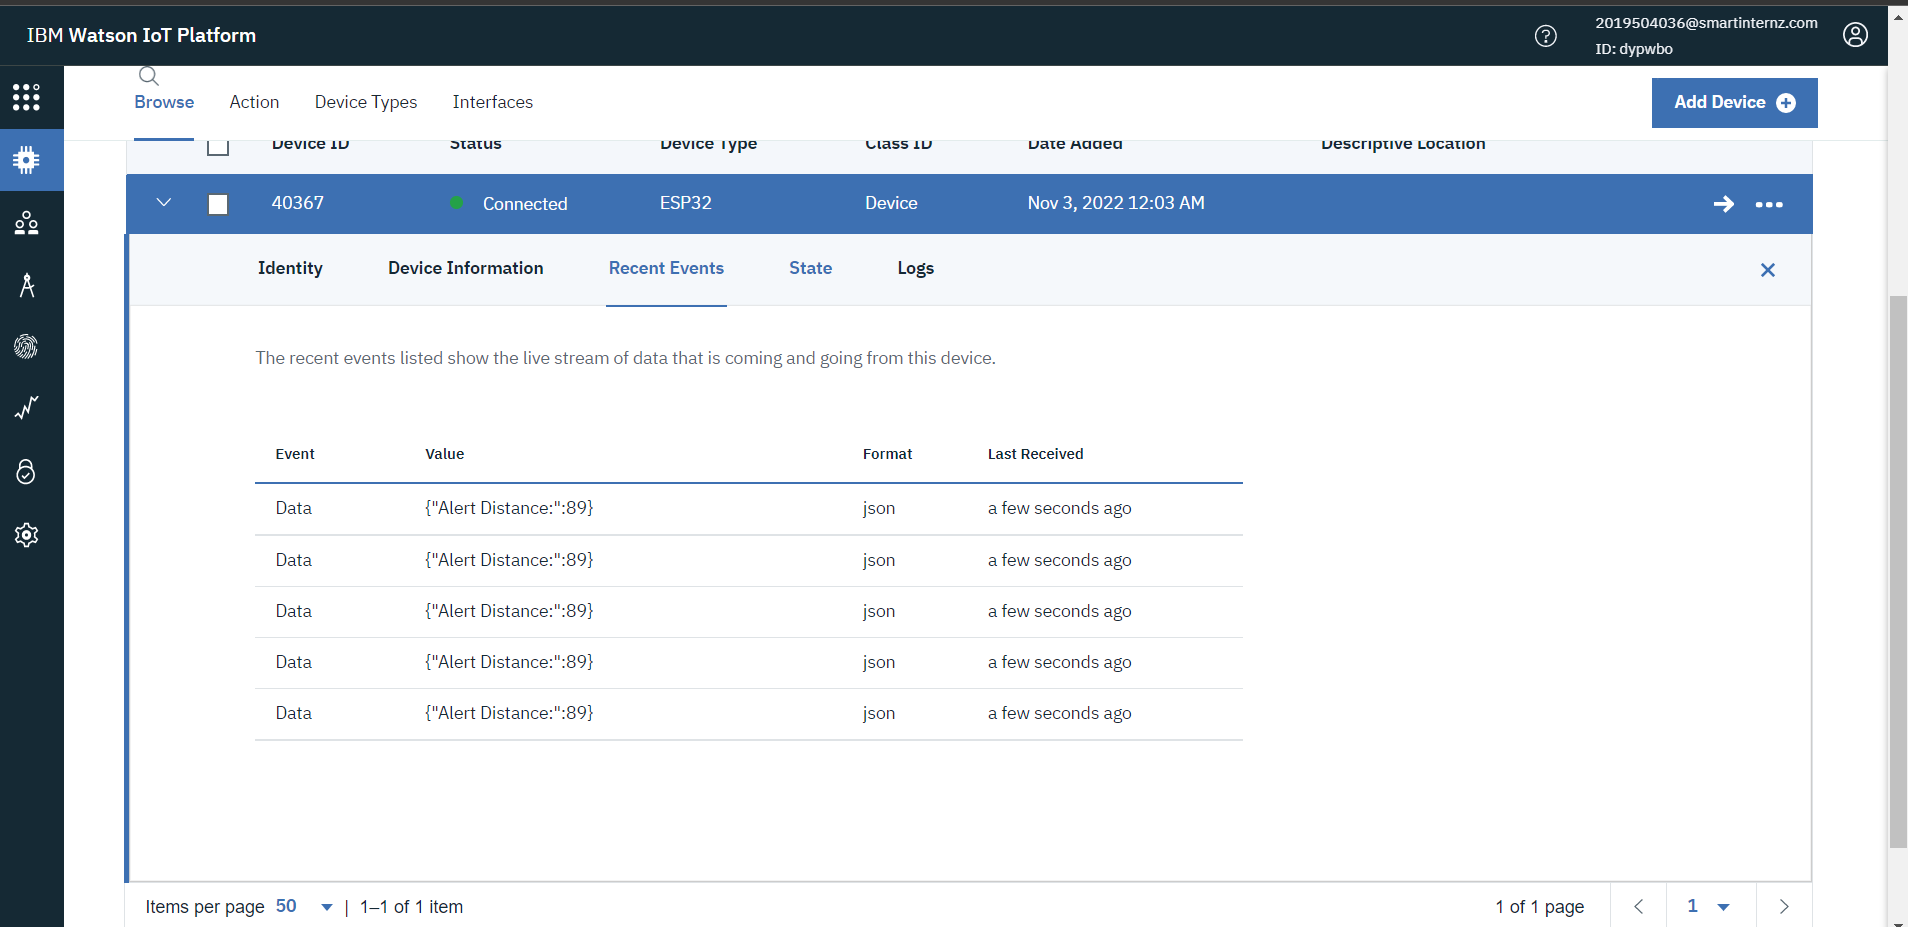 IBM Watson IoT Platform
2019504036@smartinternz.com
ID: dypwbo
Browse Action Device Types Interfaces
Add Device
Device ID Status Device Type Class ID Date Added Descriptive Location
40367 Connected ESP32 Device Nov 3, 2022 12:03 AM
Identity Device Information Recent Events State Logs
The recent events listed show the live stream of data that is coming and going from this device.
Event Value Format Last Received
Data {"Alert Distance:":89} json a few seconds ago
Data {"Alert Distance:":89} json a few seconds ago
Data {"Alert Distance:":89} json a few seconds ago
Data {"Alert Distance:":89} json a few seconds ago
Data {"Alert Distance:":89} json a few seconds ago
Items per page 50 | 1–1 of 1 item 1 of 1 page 1